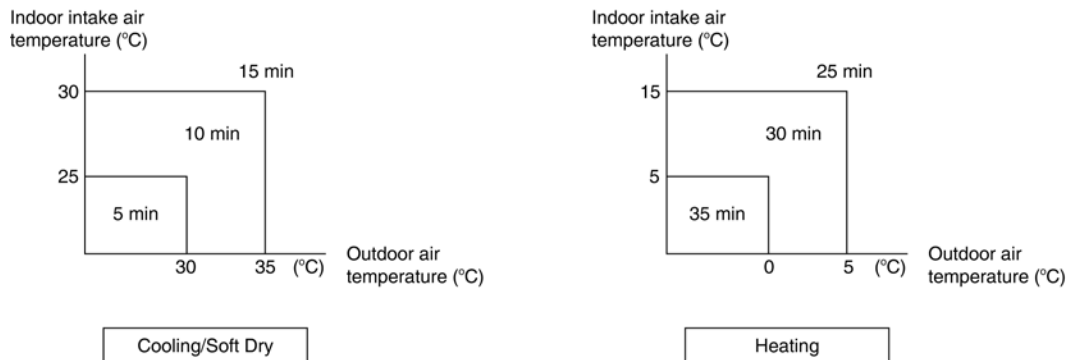 Indoor intake air
temperature (°C)
15 min
30
10 min
25
5 min
30 35 (°C)
Outdoor air
temperature (°C)
Cooling/Soft Dry
Indoor intake air
temperature (°C)
25 min
15
30 min
5
35 min
0 5 (°C)
Outdoor air
temperature (°C)
Heating